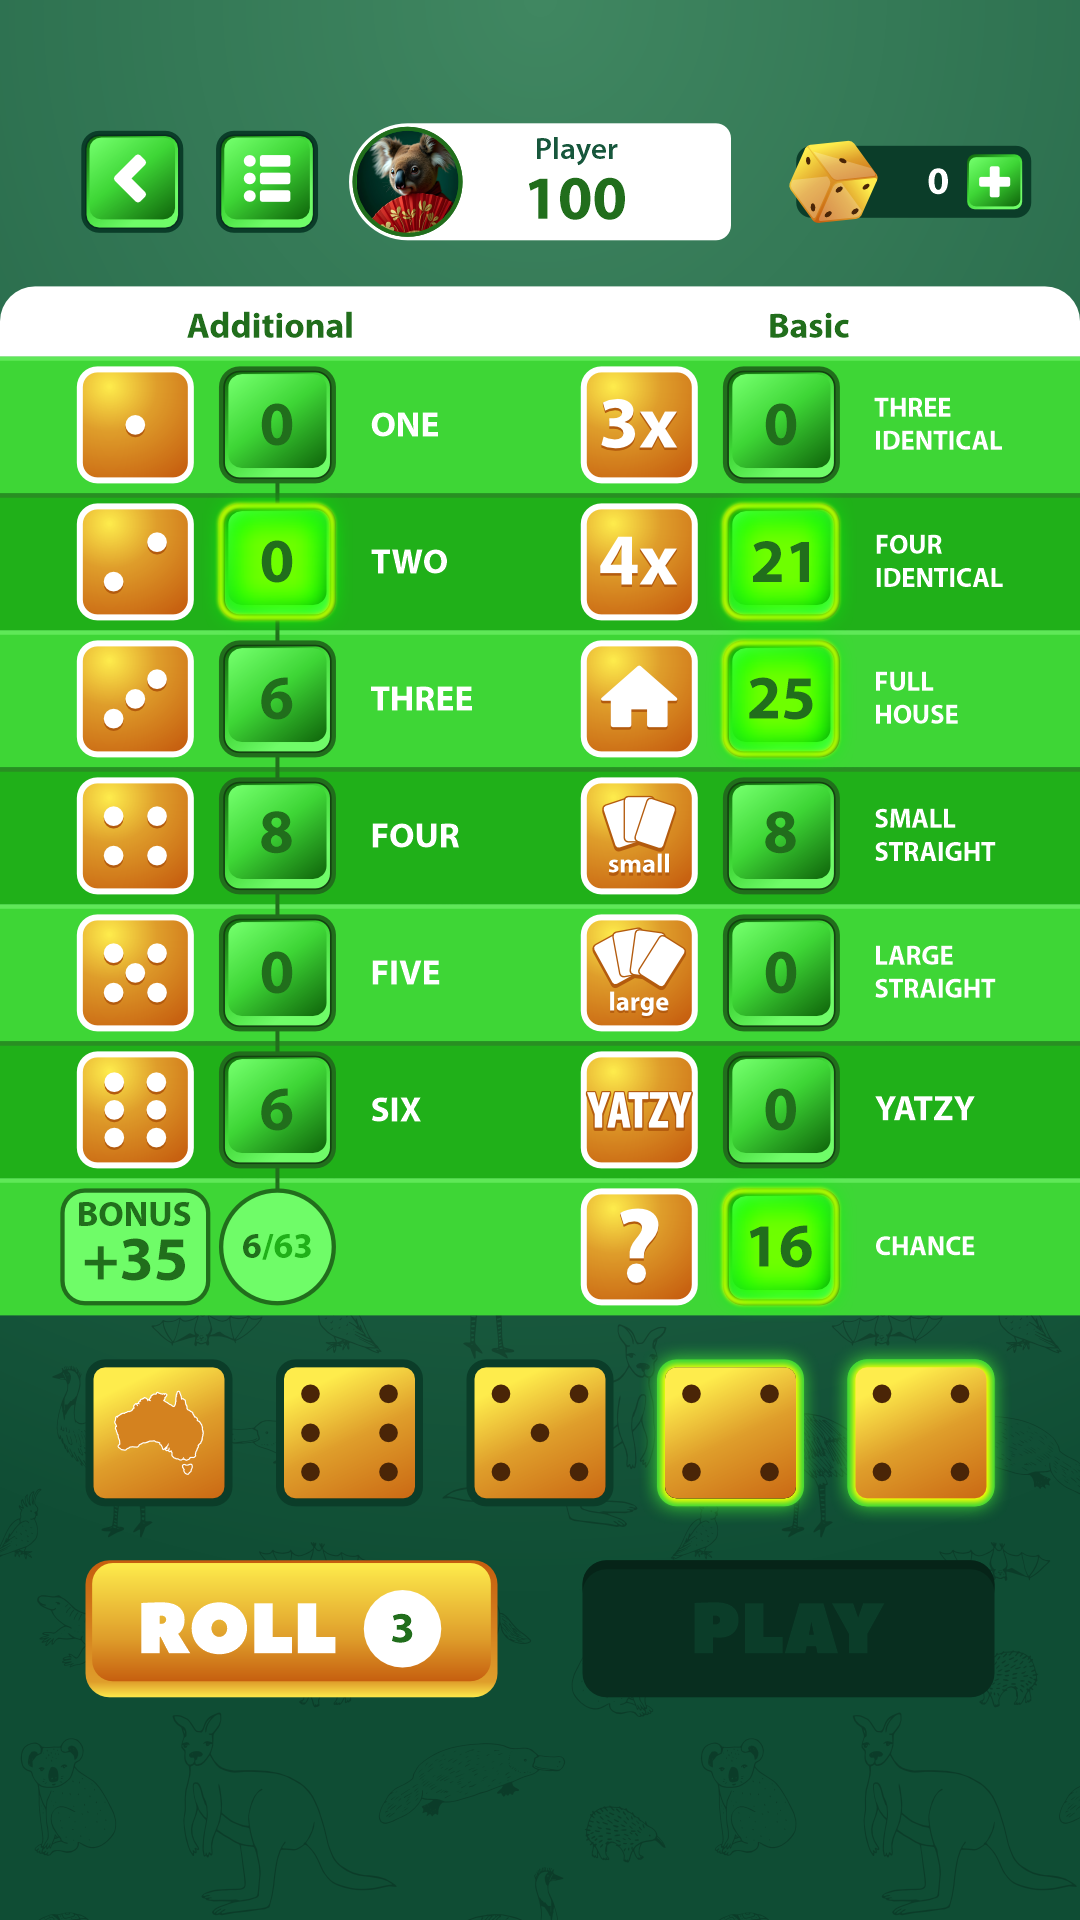 Player
100
0
Additional
Basic
0
ONE
3x
0
THREE
IDENTICAL
0
TWO
4x
21
FOUR
IDENTICAL
6
THREE
25
FULL
HOUSE
8
FOUR
small
8
SMALL
STRAIGHT
0
FIVE
large
0
LARGE
STRAIGHT
6
SIX
YATZY
0
YATZY
BONUS
+35
6/63
?
16
CHANCE
ROLL 3
PLAY